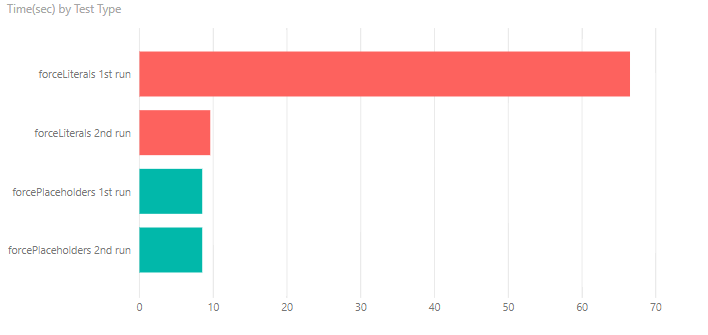 Time(sec) by Test Type
forceLiterals 1st run
forceLiterals 2nd run
forcePlaceholders 1st run
forcePlaceholders 2nd run
0 10 20 30 40 50 60 70